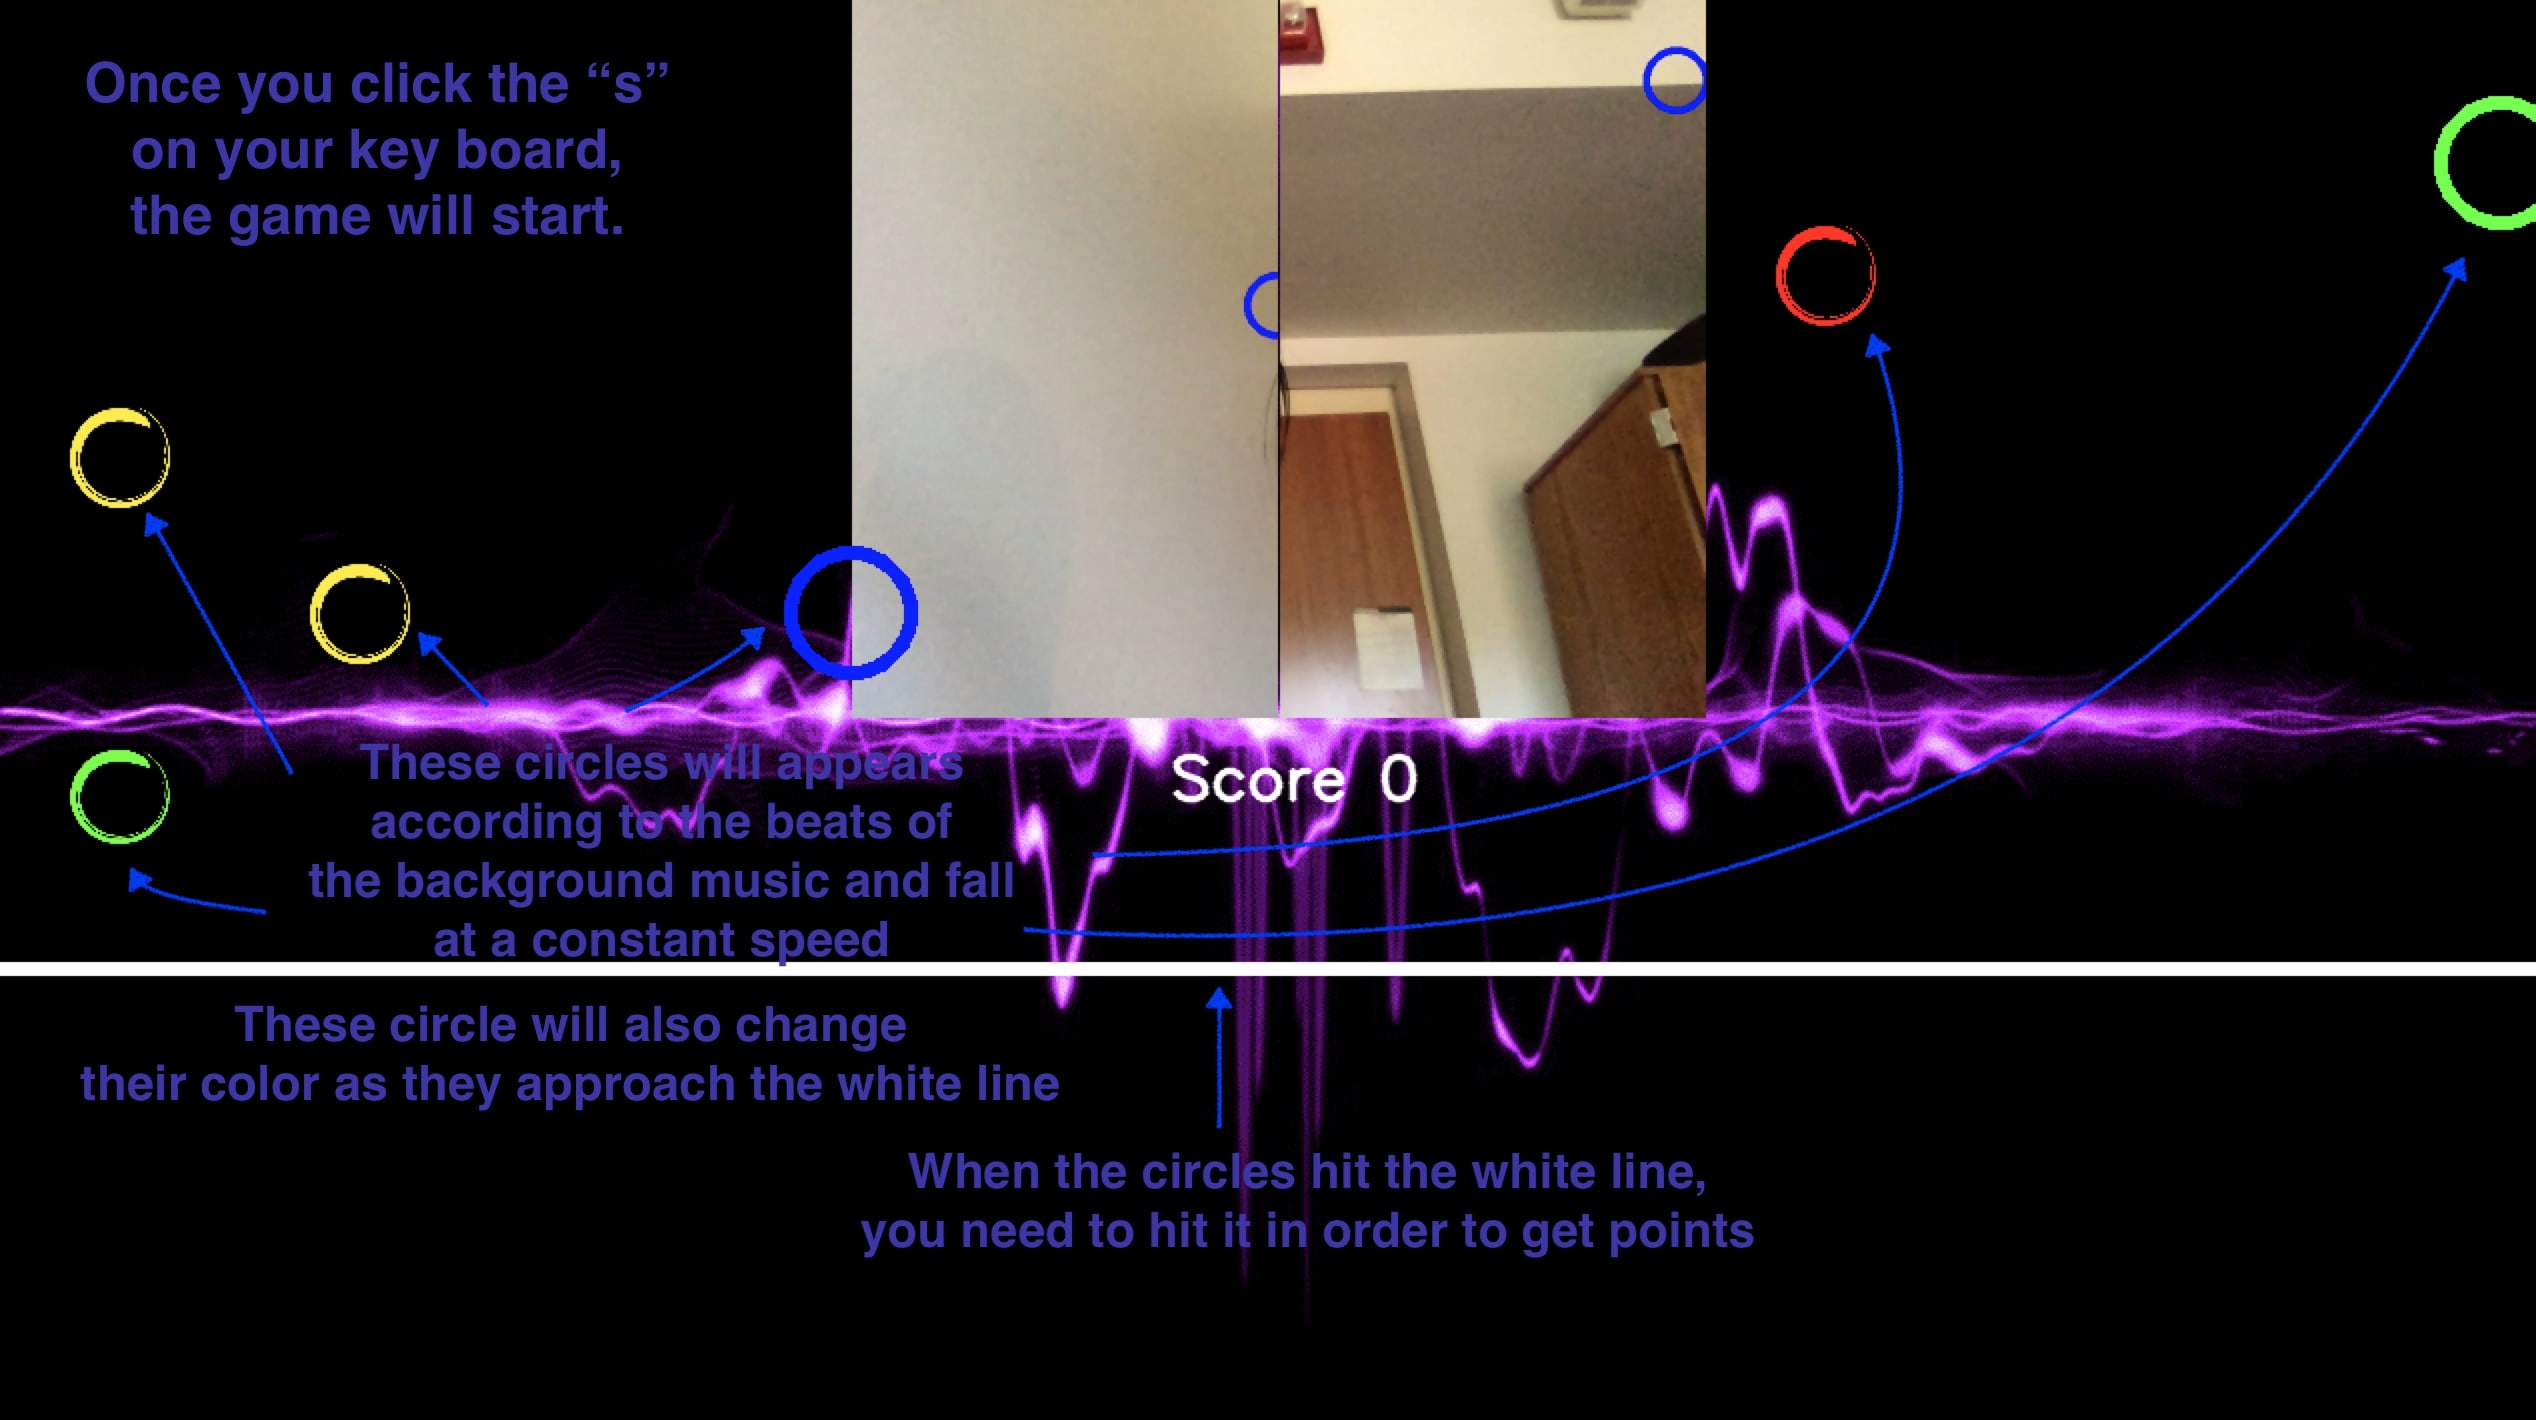 Once you click the “s”
on your key board,
the game will start.
These circles will appears
according to the beats of
the background music and fall
at a constant speed
Score 0
These circle will also change
their color as they approach the white line
When the circles hit the white line,
you need to hit it in order to get points